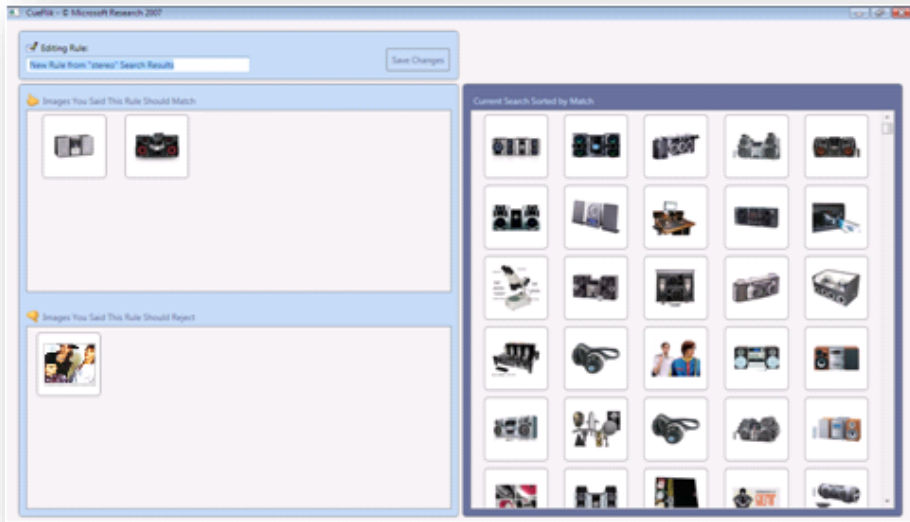 CueFlik - © Microsoft Research 2007
Editing Rule:
New Rule from "stereo" Search Results
Save Changes
Images You Said This Rule Should Match
Current Search Sorted by Match
Images You Said This Rule Should Reject